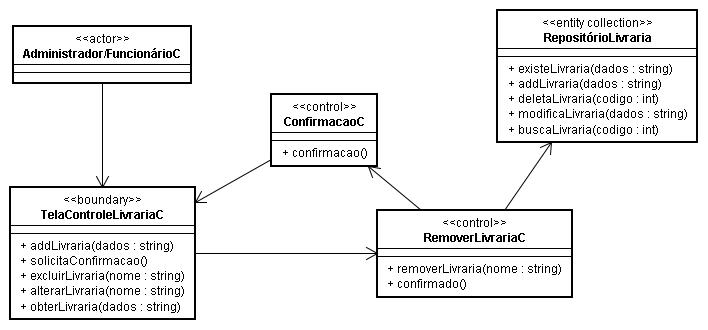 <<actor>>
Administrador/FuncionárioC
<<entity collection>>
RepositórioLivraria
+ existeLivraria(dados : string)
+ addLivraria(dados : string)
+ deletaLivraria(codigo : int)
+ modificaLivraria(dados : string)
+ buscaLivraria(codigo : int)
<<control>>
ConfirmacaoC
+ confirmacao()
<<boundary>>
TelaControleLivrariaC
+ addLivraria(dados : string)
+ solicitaConfirmacao()
+ excluirLivraria(nome : string)
+ alterarLivraria(nome : string)
+ obterLivraria(dados : string)
<<control>>
RemoverLivrariaC
+ removerLivraria(nome : string)
+ confirmado()